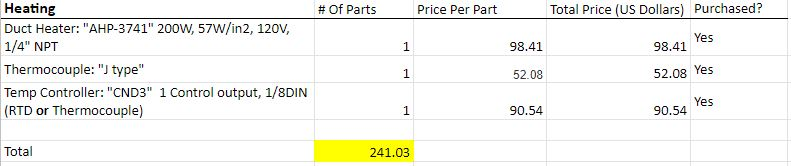 Heating # Of Parts Price Per Part Total Price (US Dollars) Purchased?
Duct Heater: "AHP-3741" 200W, 57W/in2, 120V,
1/4" NPT 1 98.41 98.41 Yes
Thermocouple: "J type" 1 52.08 52.08 Yes
Temp Controller: "CND3"  1 Control output, 1/8DIN
(RTD or Thermocouple) 1 90.54 90.54 Yes
Total 241.03